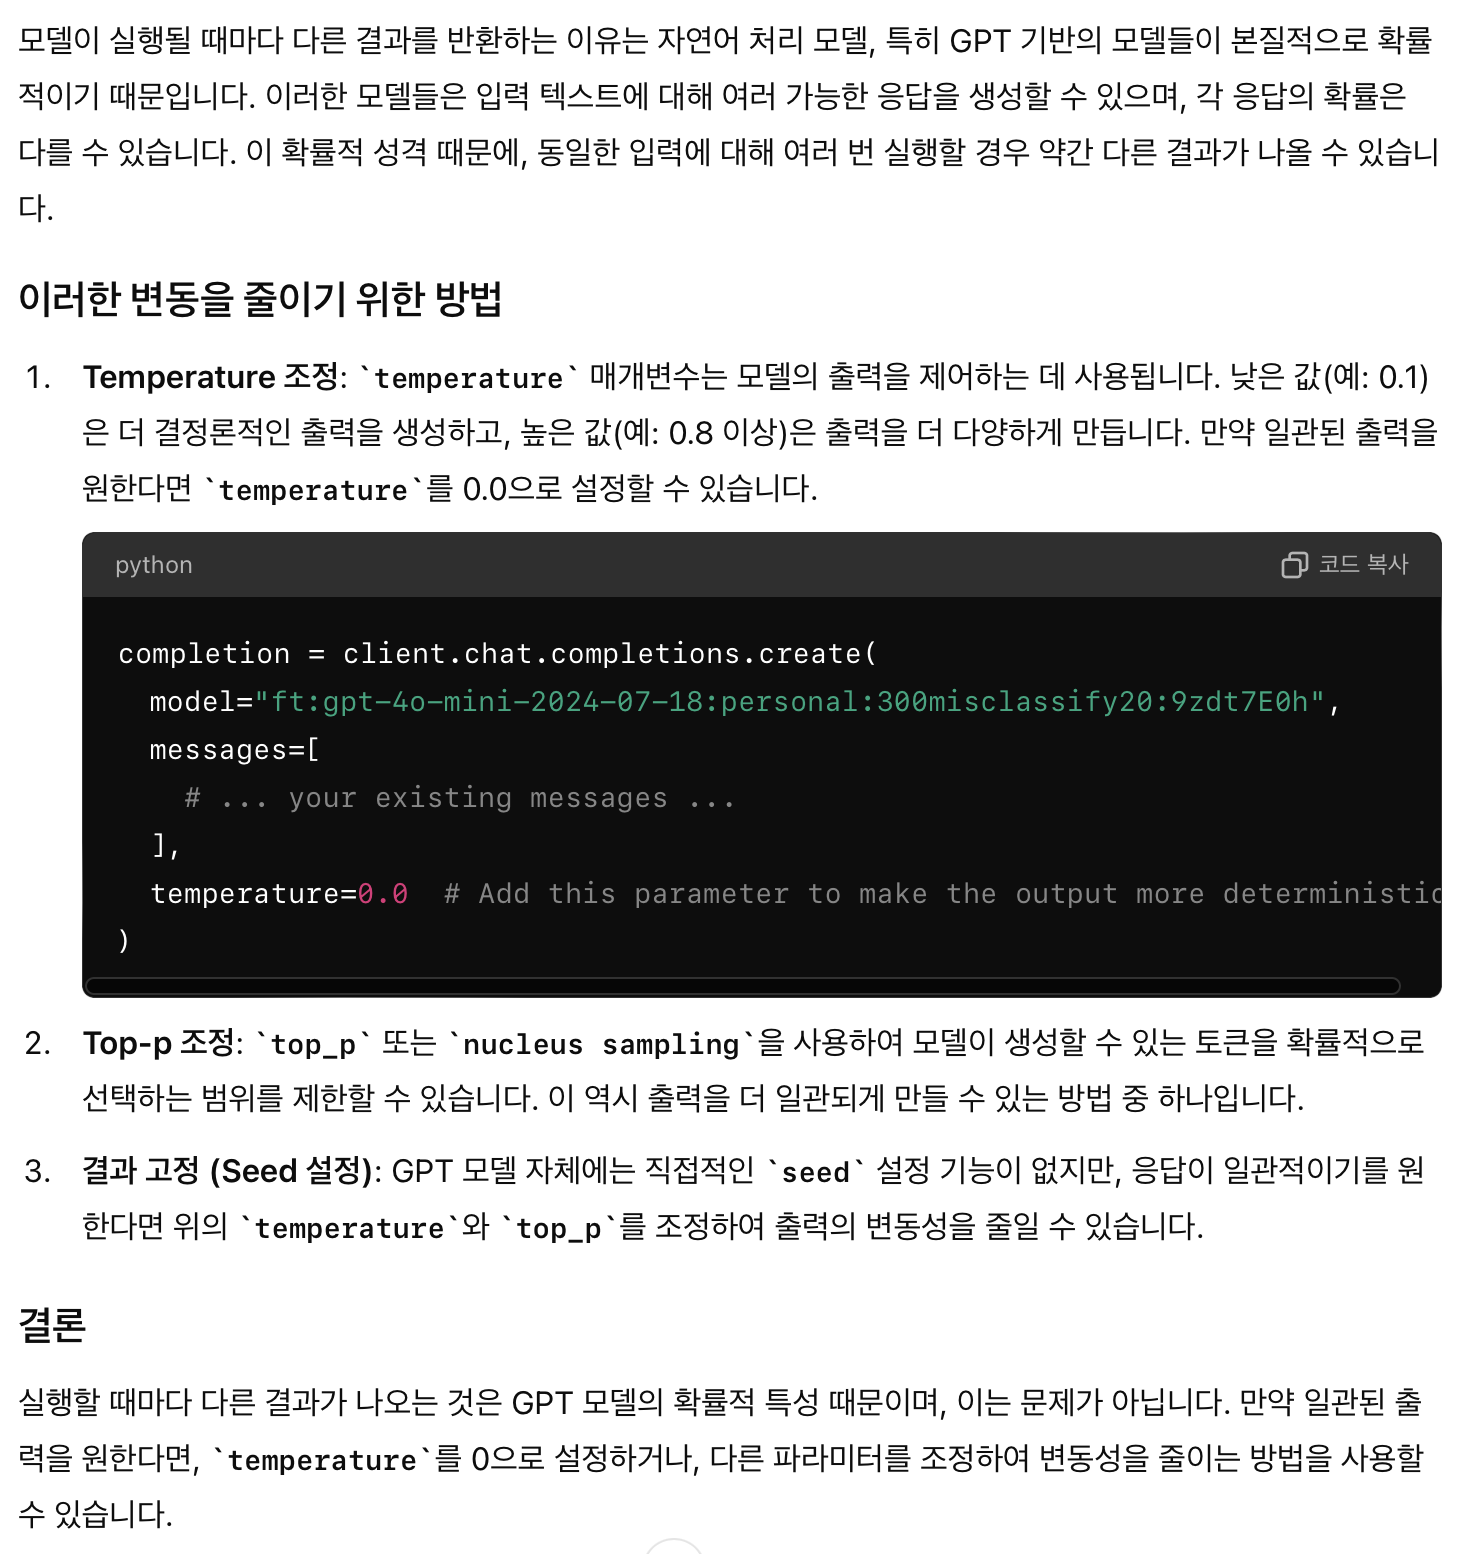 모델이 실행될 때마다 다른 결과를 반환하는 이유는 자연어 처리 모델, 특히 GPT 기반의 모델들이 본질적으로 확률
적이기 때문입니다. 이러한 모델들은 입력 텍스트에 대해 여러 가능한 응답을 생성할 수 있으며, 각 응답의 확률은
다를 수 있습니다. 이 확률적 성격 때문에, 동일한 입력에 대해 여러 번 실행할 경우 약간 다른 결과가 나올 수 있습니
다.
이러한 변동을 줄이기 위한 방법
1. Temperature 조정: `temperature` 매개변수는 모델의 출력을 제어하는 데 사용됩니다. 낮은 값(예: 0.1)
은 더 결정론적인 출력을 생성하고, 높은 값(예: 0.8 이상)은 출력을 더 다양하게 만듭니다. 만약 일관된 출력을
원한다면 `temperature`를 0.0으로 설정할 수 있습니다.
python 코드 복사
completion = client.chat.completions.create(
model="ft:gpt-4o-mini-2024-07-18:personal:300misclassify20:9zdt7E0h",
messages=[
# ... your existing messages ...
],
temperature=0.0 # Add this parameter to make the output more deterministic
)
2. Top-p 조정: `top_p` 또는 `nucleus sampling`을 사용하여 모델이 생성할 수 있는 토큰을 확률적으로
선택하는 범위를 제한할 수 있습니다. 이 역시 출력을 더 일관되게 만들 수 있는 방법 중 하나입니다.
3. 결과 고정 (Seed 설정): GPT 모델 자체에는 직접적인 `seed` 설정 기능이 없지만, 응답이 일관적이기를 원
한다면 위의 `temperature`와 `top_p`를 조정하여 출력의 변동성을 줄일 수 있습니다.
결론
실행할 때마다 다른 결과가 나오는 것은 GPT 모델의 확률적 특성 때문이며, 이는 문제가 아닙니다. 만약 일관된 출
력을 원한다면, `temperature`를 0으로 설정하거나, 다른 파라미터를 조정하여 변동성을 줄이는 방법을 사용할
수 있습니다.